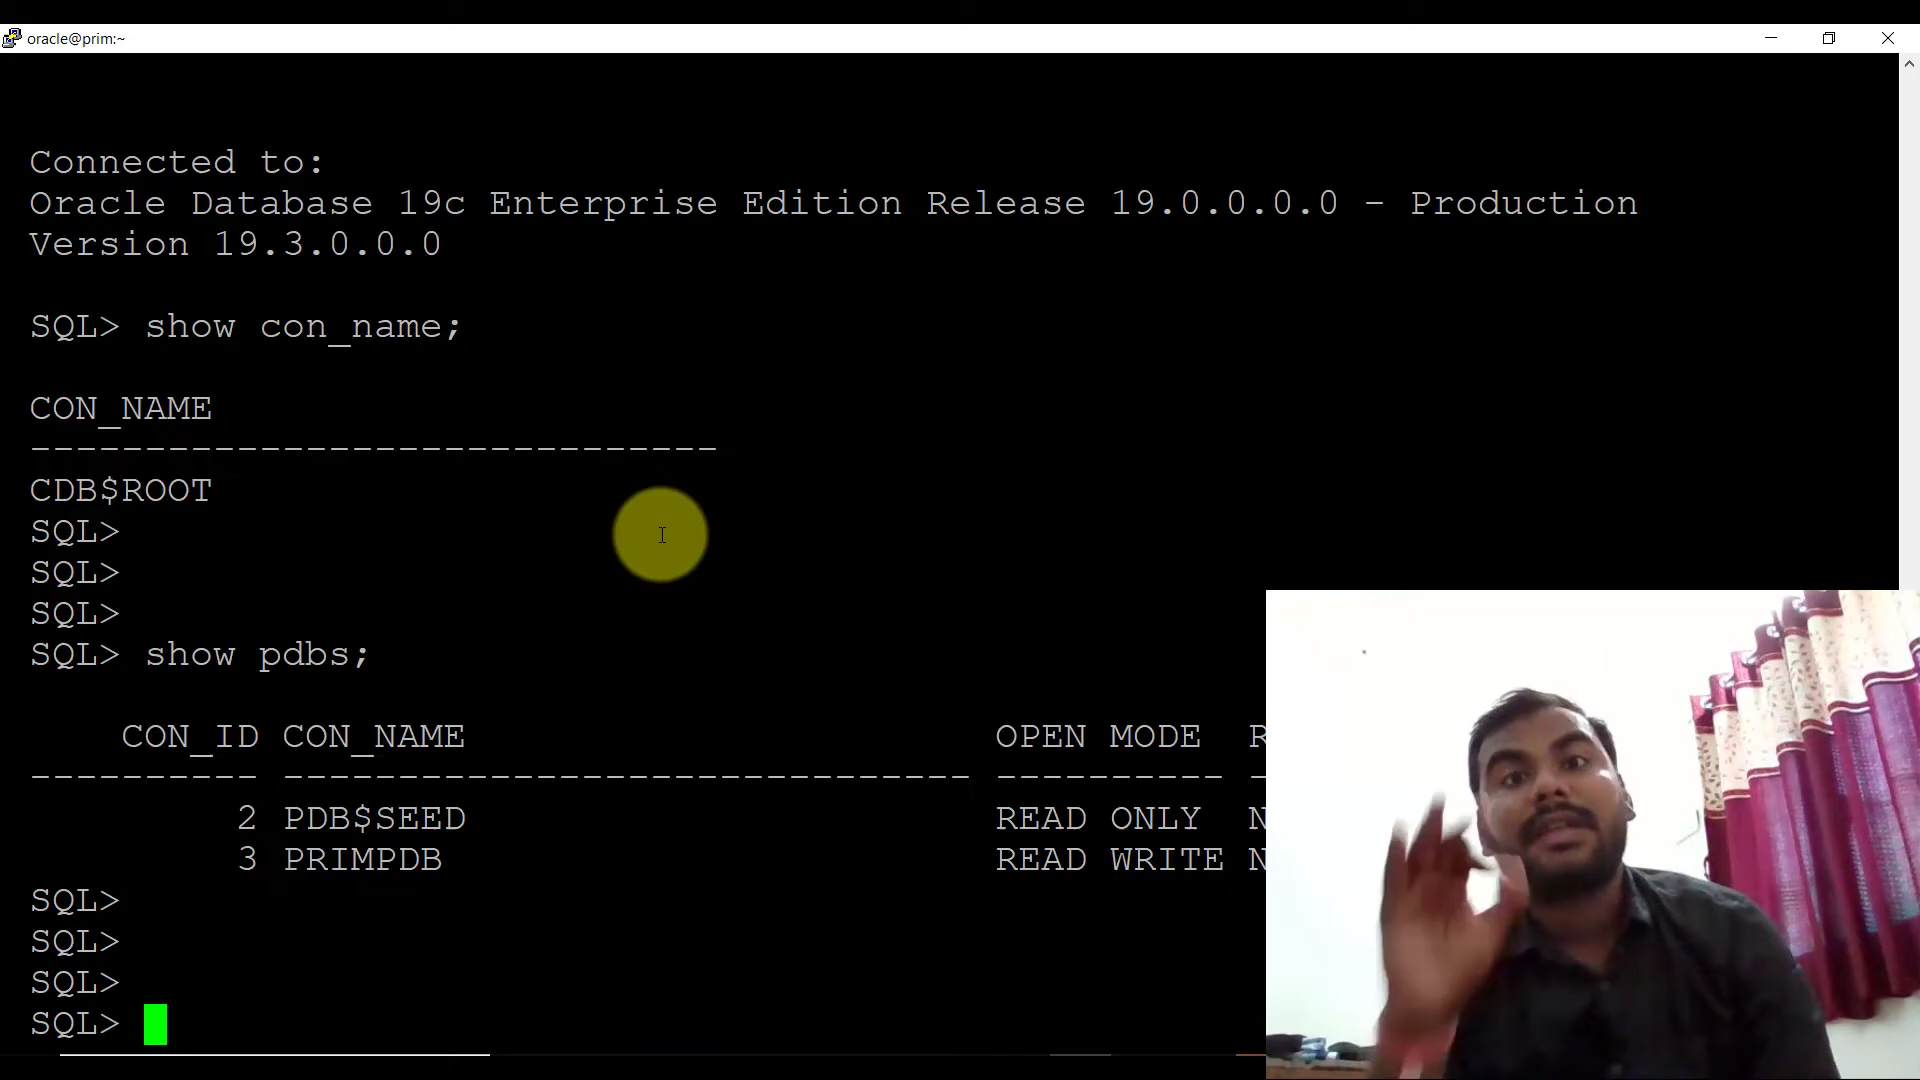 oracle@prim:~
Connected to:
Oracle Database 19c Enterprise Edition Release 19.0.0.0.0 - Production
Version 19.3.0.0.0
SQL> show con_name;
CON_NAME
------------------------------
CDB$ROOT
SQL>
SQL>
SQL>
SQL> show pdbs;
CON_ID CON_NAME OPEN MODE R
---------- ------------------------------ ---------- -
2 PDB$SEED READ ONLY N
3 PRIMPDB READ WRITE N
SQL>
SQL>
SQL>
SQL>